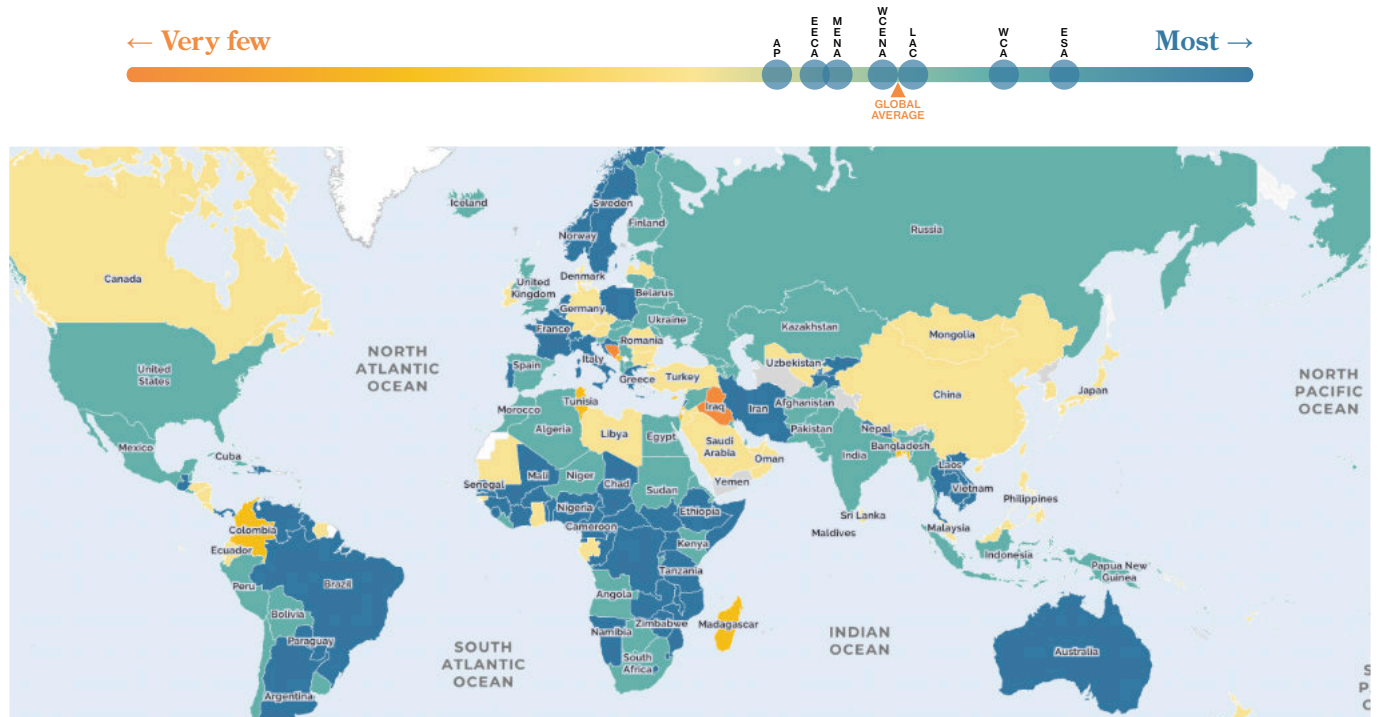 ← Very few
AP
EECA
MENA
WCENA
LAC
WCA
ESA
Most →
GLOBAL
AVERAGE
Iceland
Sweden
Finland
Norway
Russia
Canada
United
Kingdom
Denmark
Belarus
Germany
Ukraine
France
Kazakhstan
Romania
Mongolia
Italy
Uzbekistan
Spain
Greece
Turkey
United
States
NORTH
ATLANTIC
OCEAN
NORTH
PACIFIC
OCEAN
Japan
China
Tunisia
Morocco
Iraq
Iran
Afghanistan
Algeria
Libya
Egypt
Pakistan
Nepal
Saudi
Arabia
Bangladesh
Mexico
Cuba
Oman
India
Laos
Mali
Niger
Chad
Sudan
Yemen
Senegal
Vietnam
Philippines
Nigeria
Ethiopia
Sri Lanka
Colombia
Cameroon
Maldives
Malaysia
Ecuador
Kenya
Indonesia
Papua New
Guinea
Peru
Brazil
Tanzania
Angola
Bolivia
Zimbabwe
Madagascar
Namibia
Paraguay
SOUTH
ATLANTIC
OCEAN
INDIAN
OCEAN
Australia
South
Africa
Argentina
S
P
O